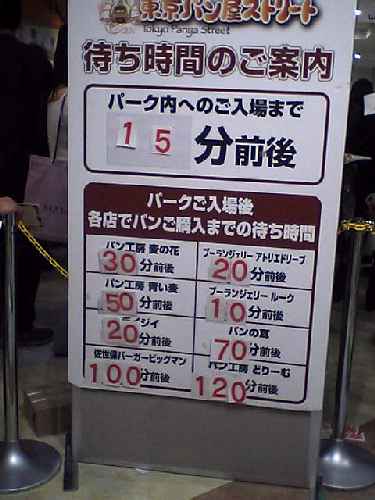 東京パン屋ストリート
Tokyo Panya Street
待ち時間のご案内
パーク内へのご入場まで
15分前後
パークご入場後
各店でパンご購入までの待ち時間
パン工房 麦の花
30分前後
ブーランジェリー アトリエドリーブ
20分前後
パン工房 青い麦
50分前後
ブーランジェリー ルーク
10分前後
20分前後
パンの蔵
70分前後
佐世保バーガービッグマン
100分前後
パン工房 どりーむ
120分前後